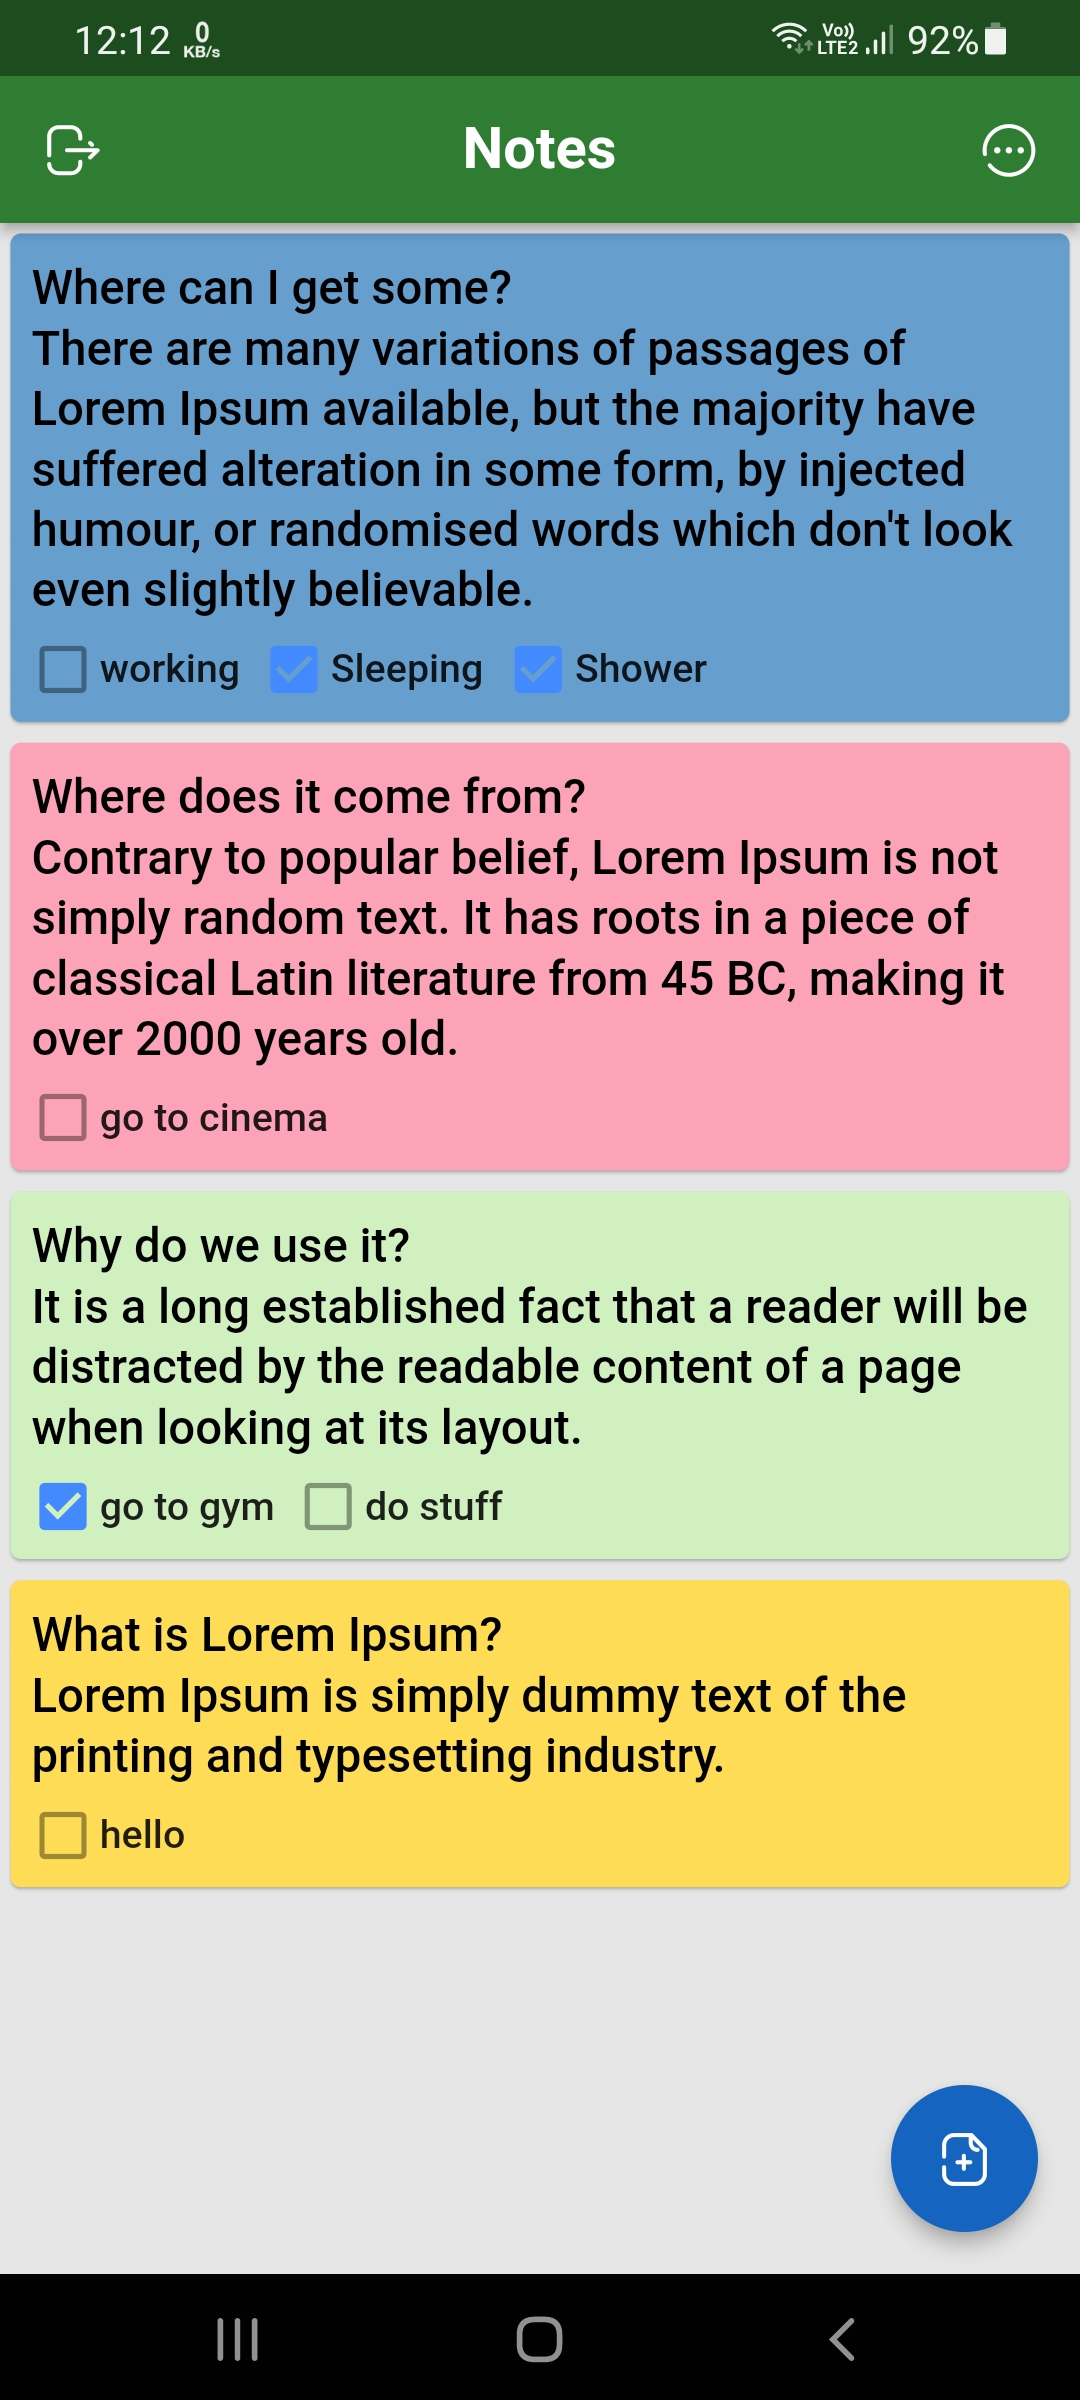 12:12 0 KB/s Vo)) LTE2 92%
Notes
Where can I get some?
There are many variations of passages of
Lorem Ipsum available, but the majority have
suffered alteration in some form, by injected
humour, or randomised words which don't look
even slightly believable.
working Sleeping Shower
Where does it come from?
Contrary to popular belief, Lorem Ipsum is not
simply random text. It has roots in a piece of
classical Latin literature from 45 BC, making it
over 2000 years old.
go to cinema
Why do we use it?
It is a long established fact that a reader will be
distracted by the readable content of a page
when looking at its layout.
go to gym do stuff
What is Lorem Ipsum?
Lorem Ipsum is simply dummy text of the
printing and typesetting industry.
hello